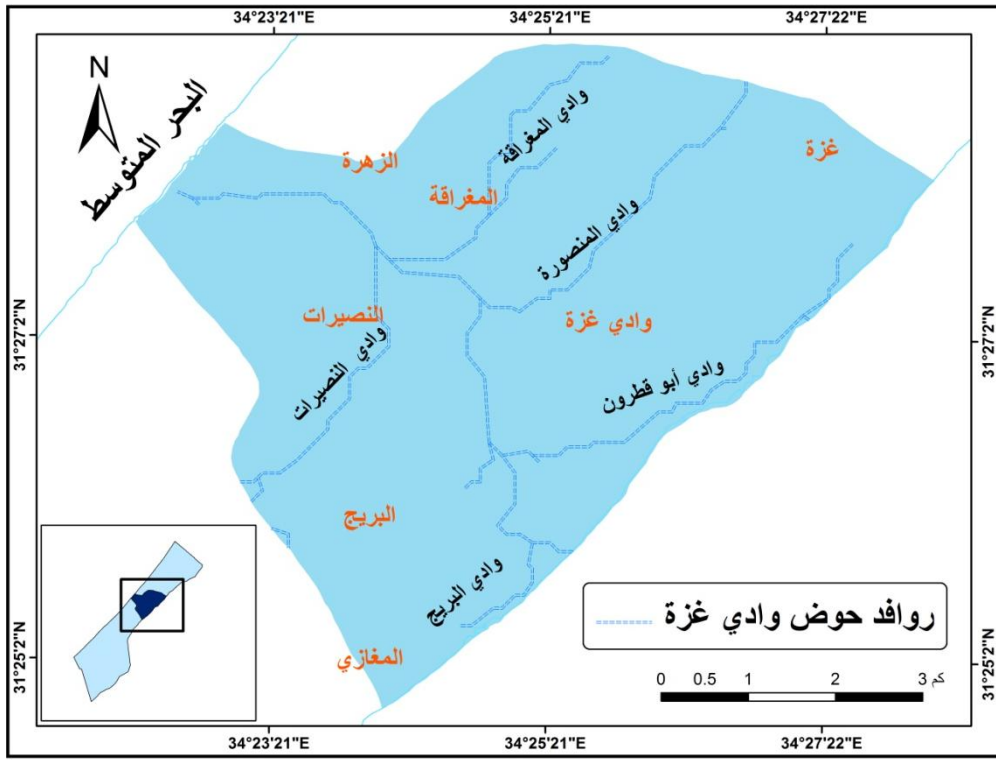 34°23'21"E
34°25'21"E
34°27'22"E
N
البحر المتوسط
وادي المغراقة
غزة
الزهرة
المغراقة
وادي المنصورة
31°27'2"N
النصيرات
وادي غزة
31°27'2"N
وادي النصيرات
وادي أبو قطرون
البريج
وادي البريج
روافد حوض وادي غزة
31°25'2"N
المغازي
31°25'2"N
0 0.5 1 2 3 كم
34°23'21"E
34°25'21"E
34°27'22"E